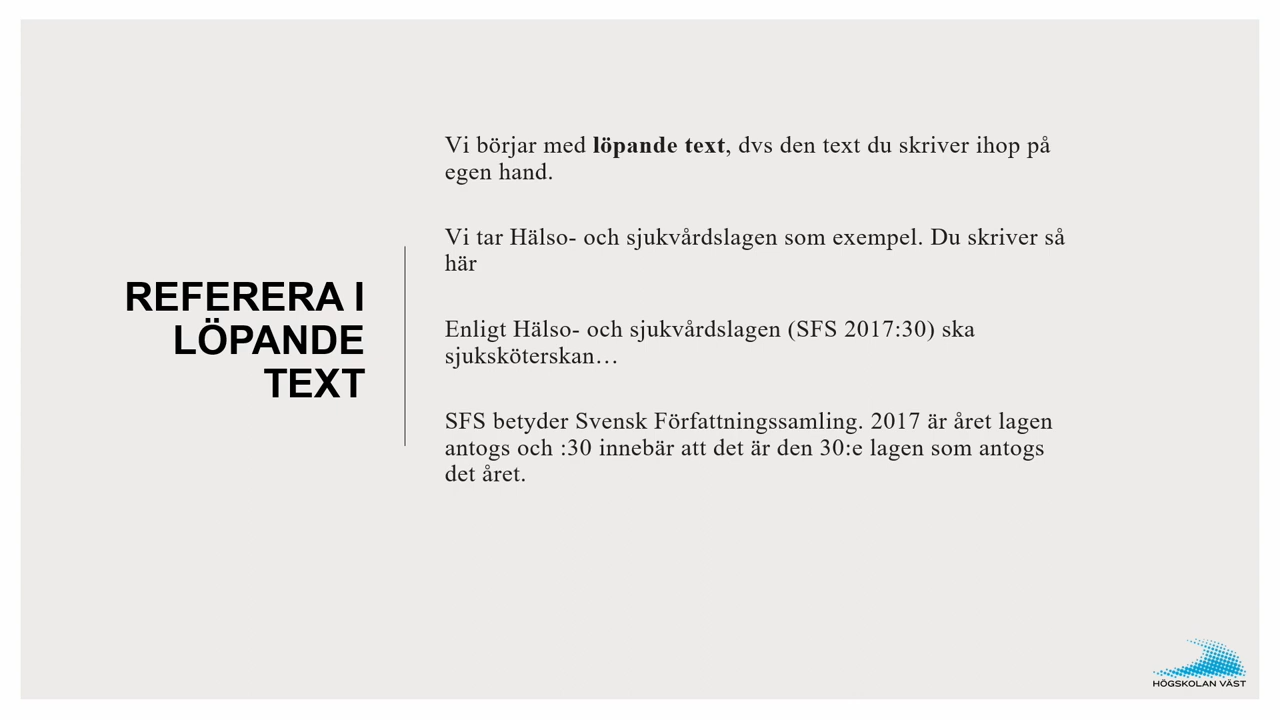 REFERERA I
LÖPANDE
TEXT
Vi börjar med löpande text, dvs den text du skriver ihop på
egen hand.
Vi tar Hälso- och sjukvårdslagen som exempel. Du skriver så
här
Enligt Hälso- och sjukvårdslagen (SFS 2017:30) ska
sjuksköterskan…
SFS betyder Svensk Författningssamling. 2017 är året lagen
antogs och :30 innebär att det är den 30:e lagen som antogs
det året.
HÖGSKOLAN VÄST